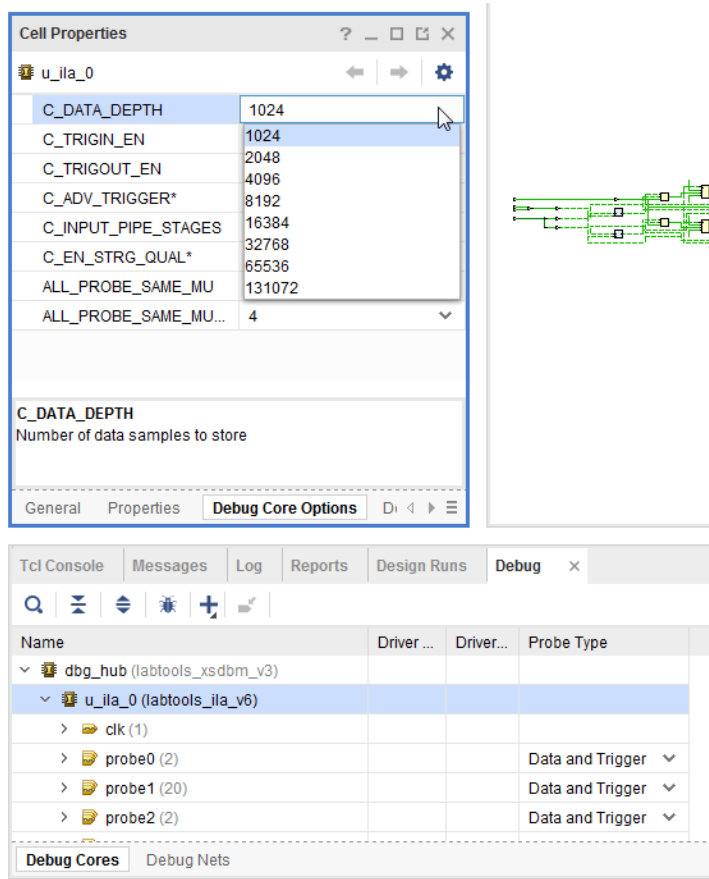 Cell Properties
u_ila_0
C_DATA_DEPTH 1024
C_TRIGIN_EN 1024
C_TRIGOUT_EN 2048
C_ADV_TRIGGER* 4096
C_INPUT_PIPE_STAGES 8192
C_EN_STRG_QUAL* 16384
ALL_PROBE_SAME_MU 32768
65536
131072
ALL_PROBE_SAME_MU... 4
C_DATA_DEPTH
Number of data samples to store
General Properties Debug Core Options
Tcl Console Messages Log Reports Design Runs Debug
Name Driver ... Driver... Probe Type
dbg_hub (labtools_xsdbm_v3)
u_ila_0 (labtools_ila_v6)
clk (1)
probe0 (2) Data and Trigger
probe1 (20) Data and Trigger
probe2 (2) Data and Trigger
Debug Cores Debug Nets